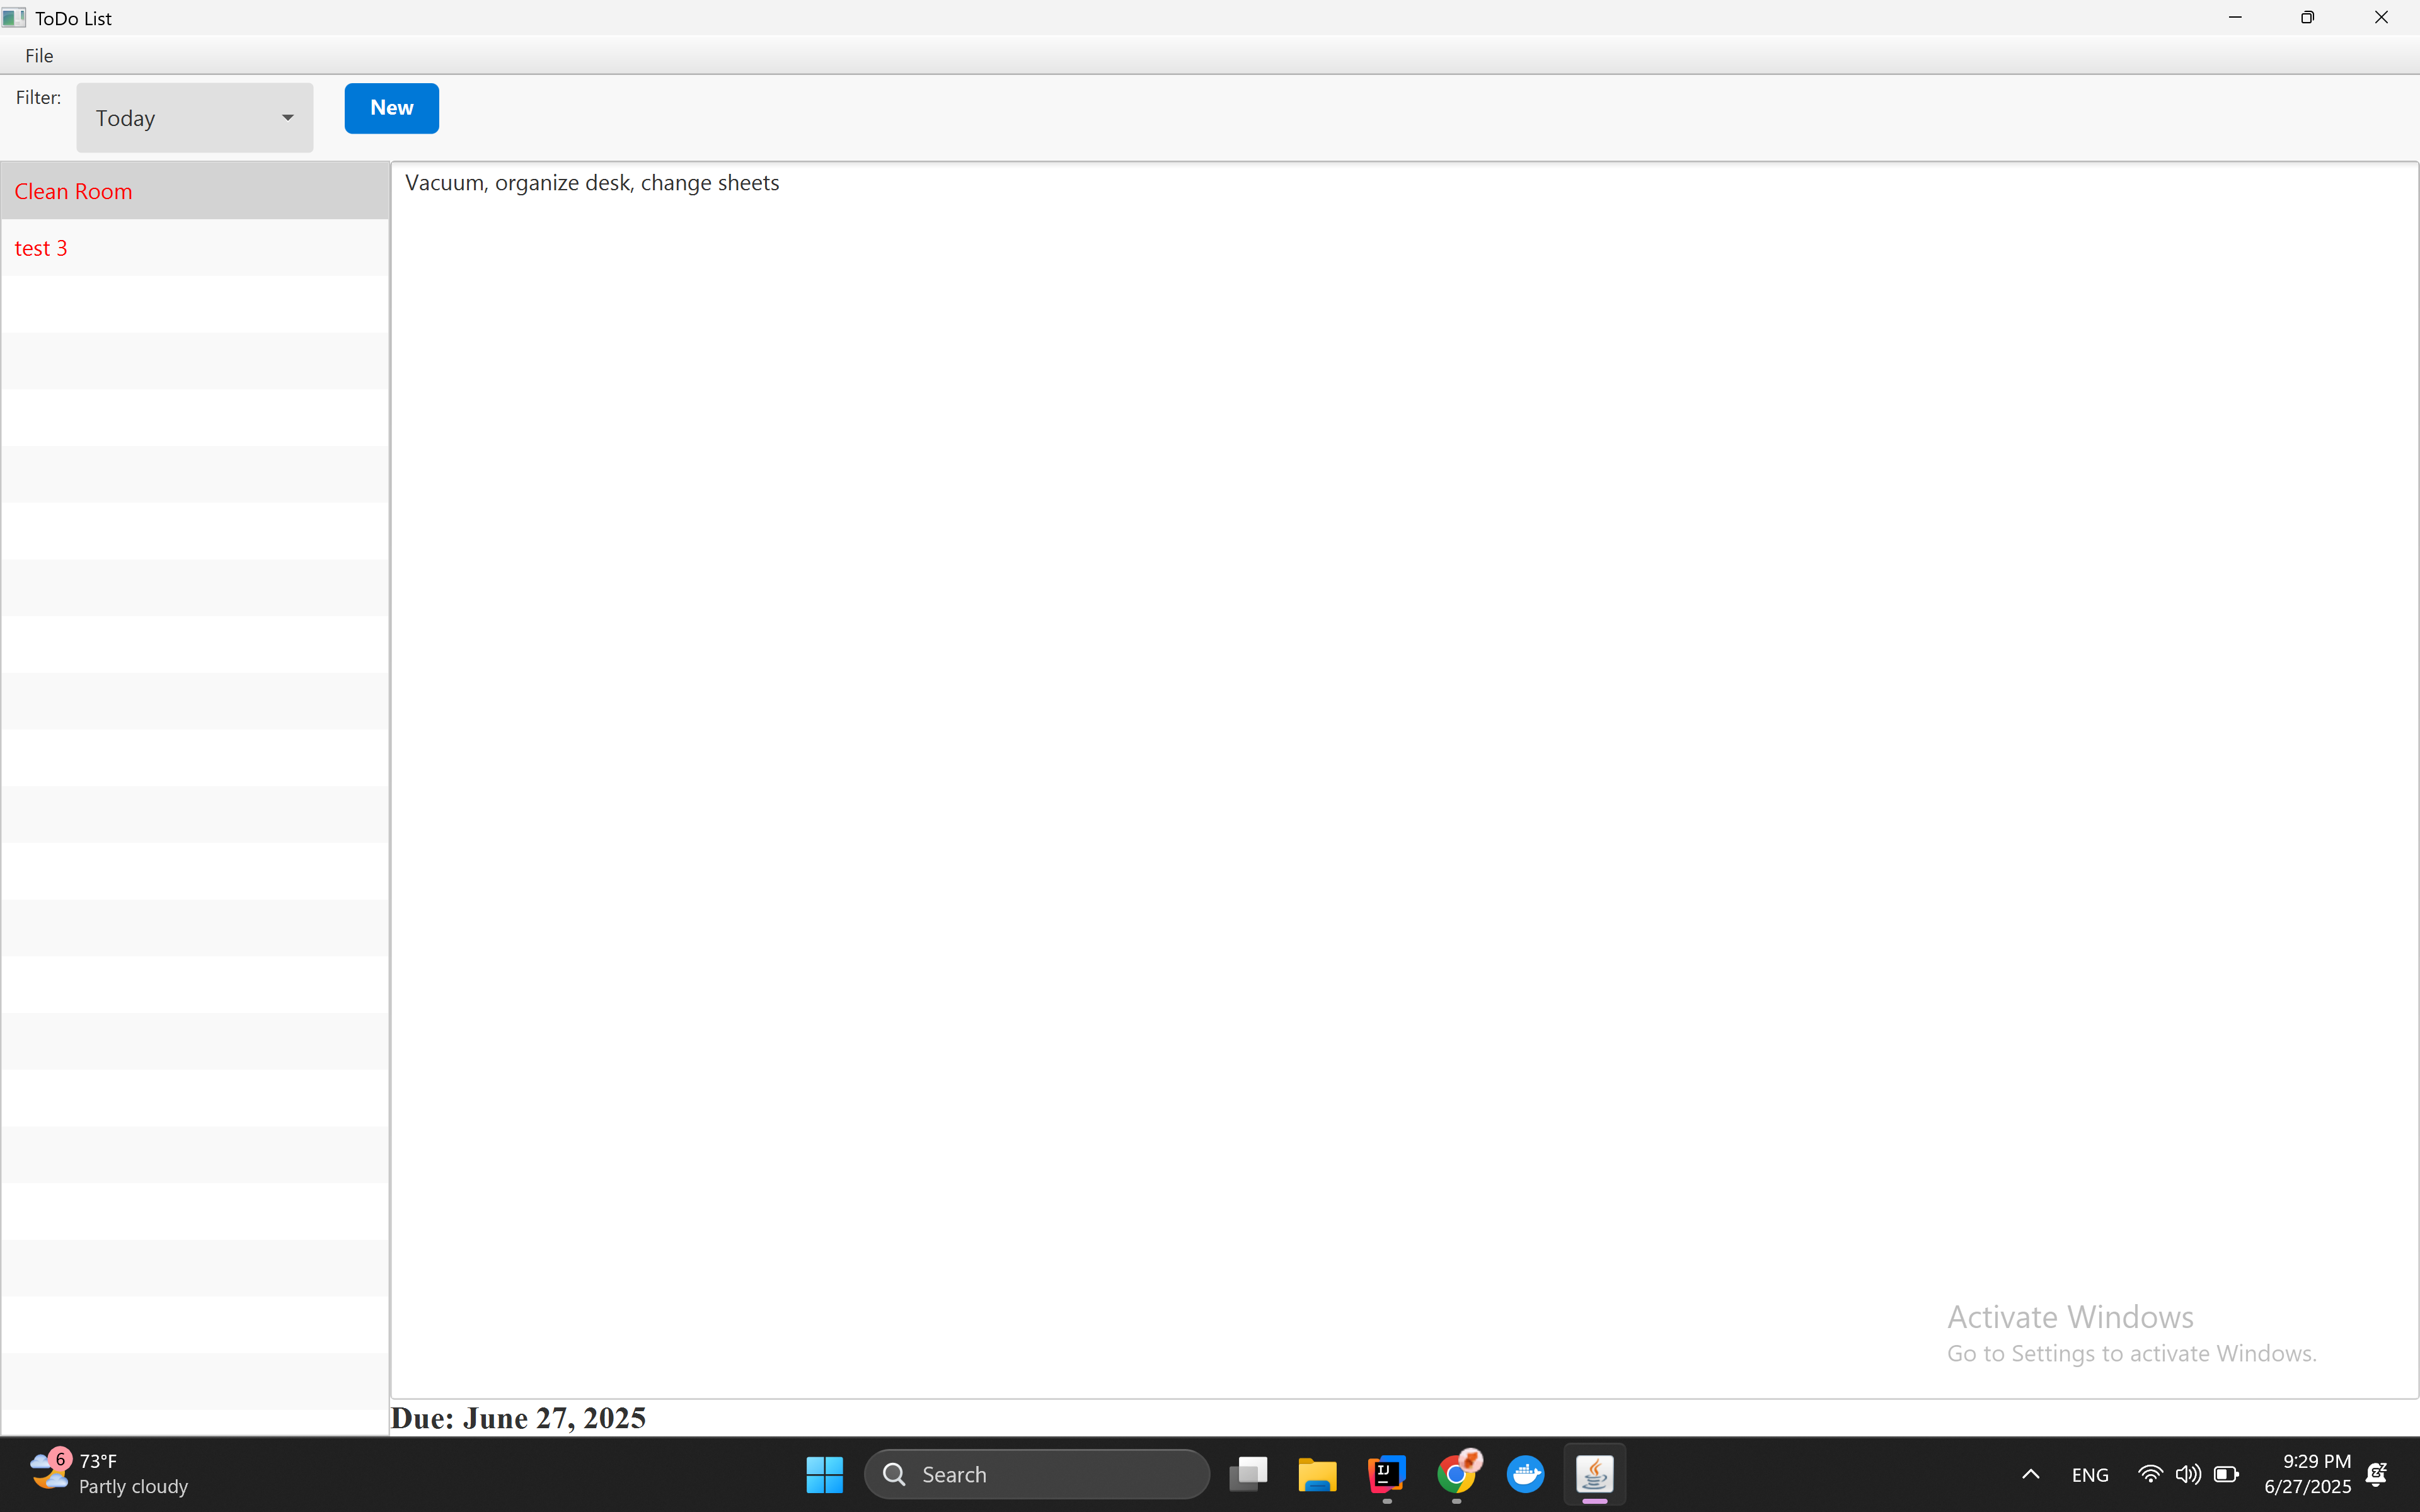 ToDo List
File
Filter:
Today
New
Clean Room
test 3
Vacuum, organize desk, change sheets
Activate Windows
Go to Settings to activate Windows.
Due: June 27, 2025
6
73°F
Partly cloudy
Search
IJ
ENG
9:29 PM
6/27/2025